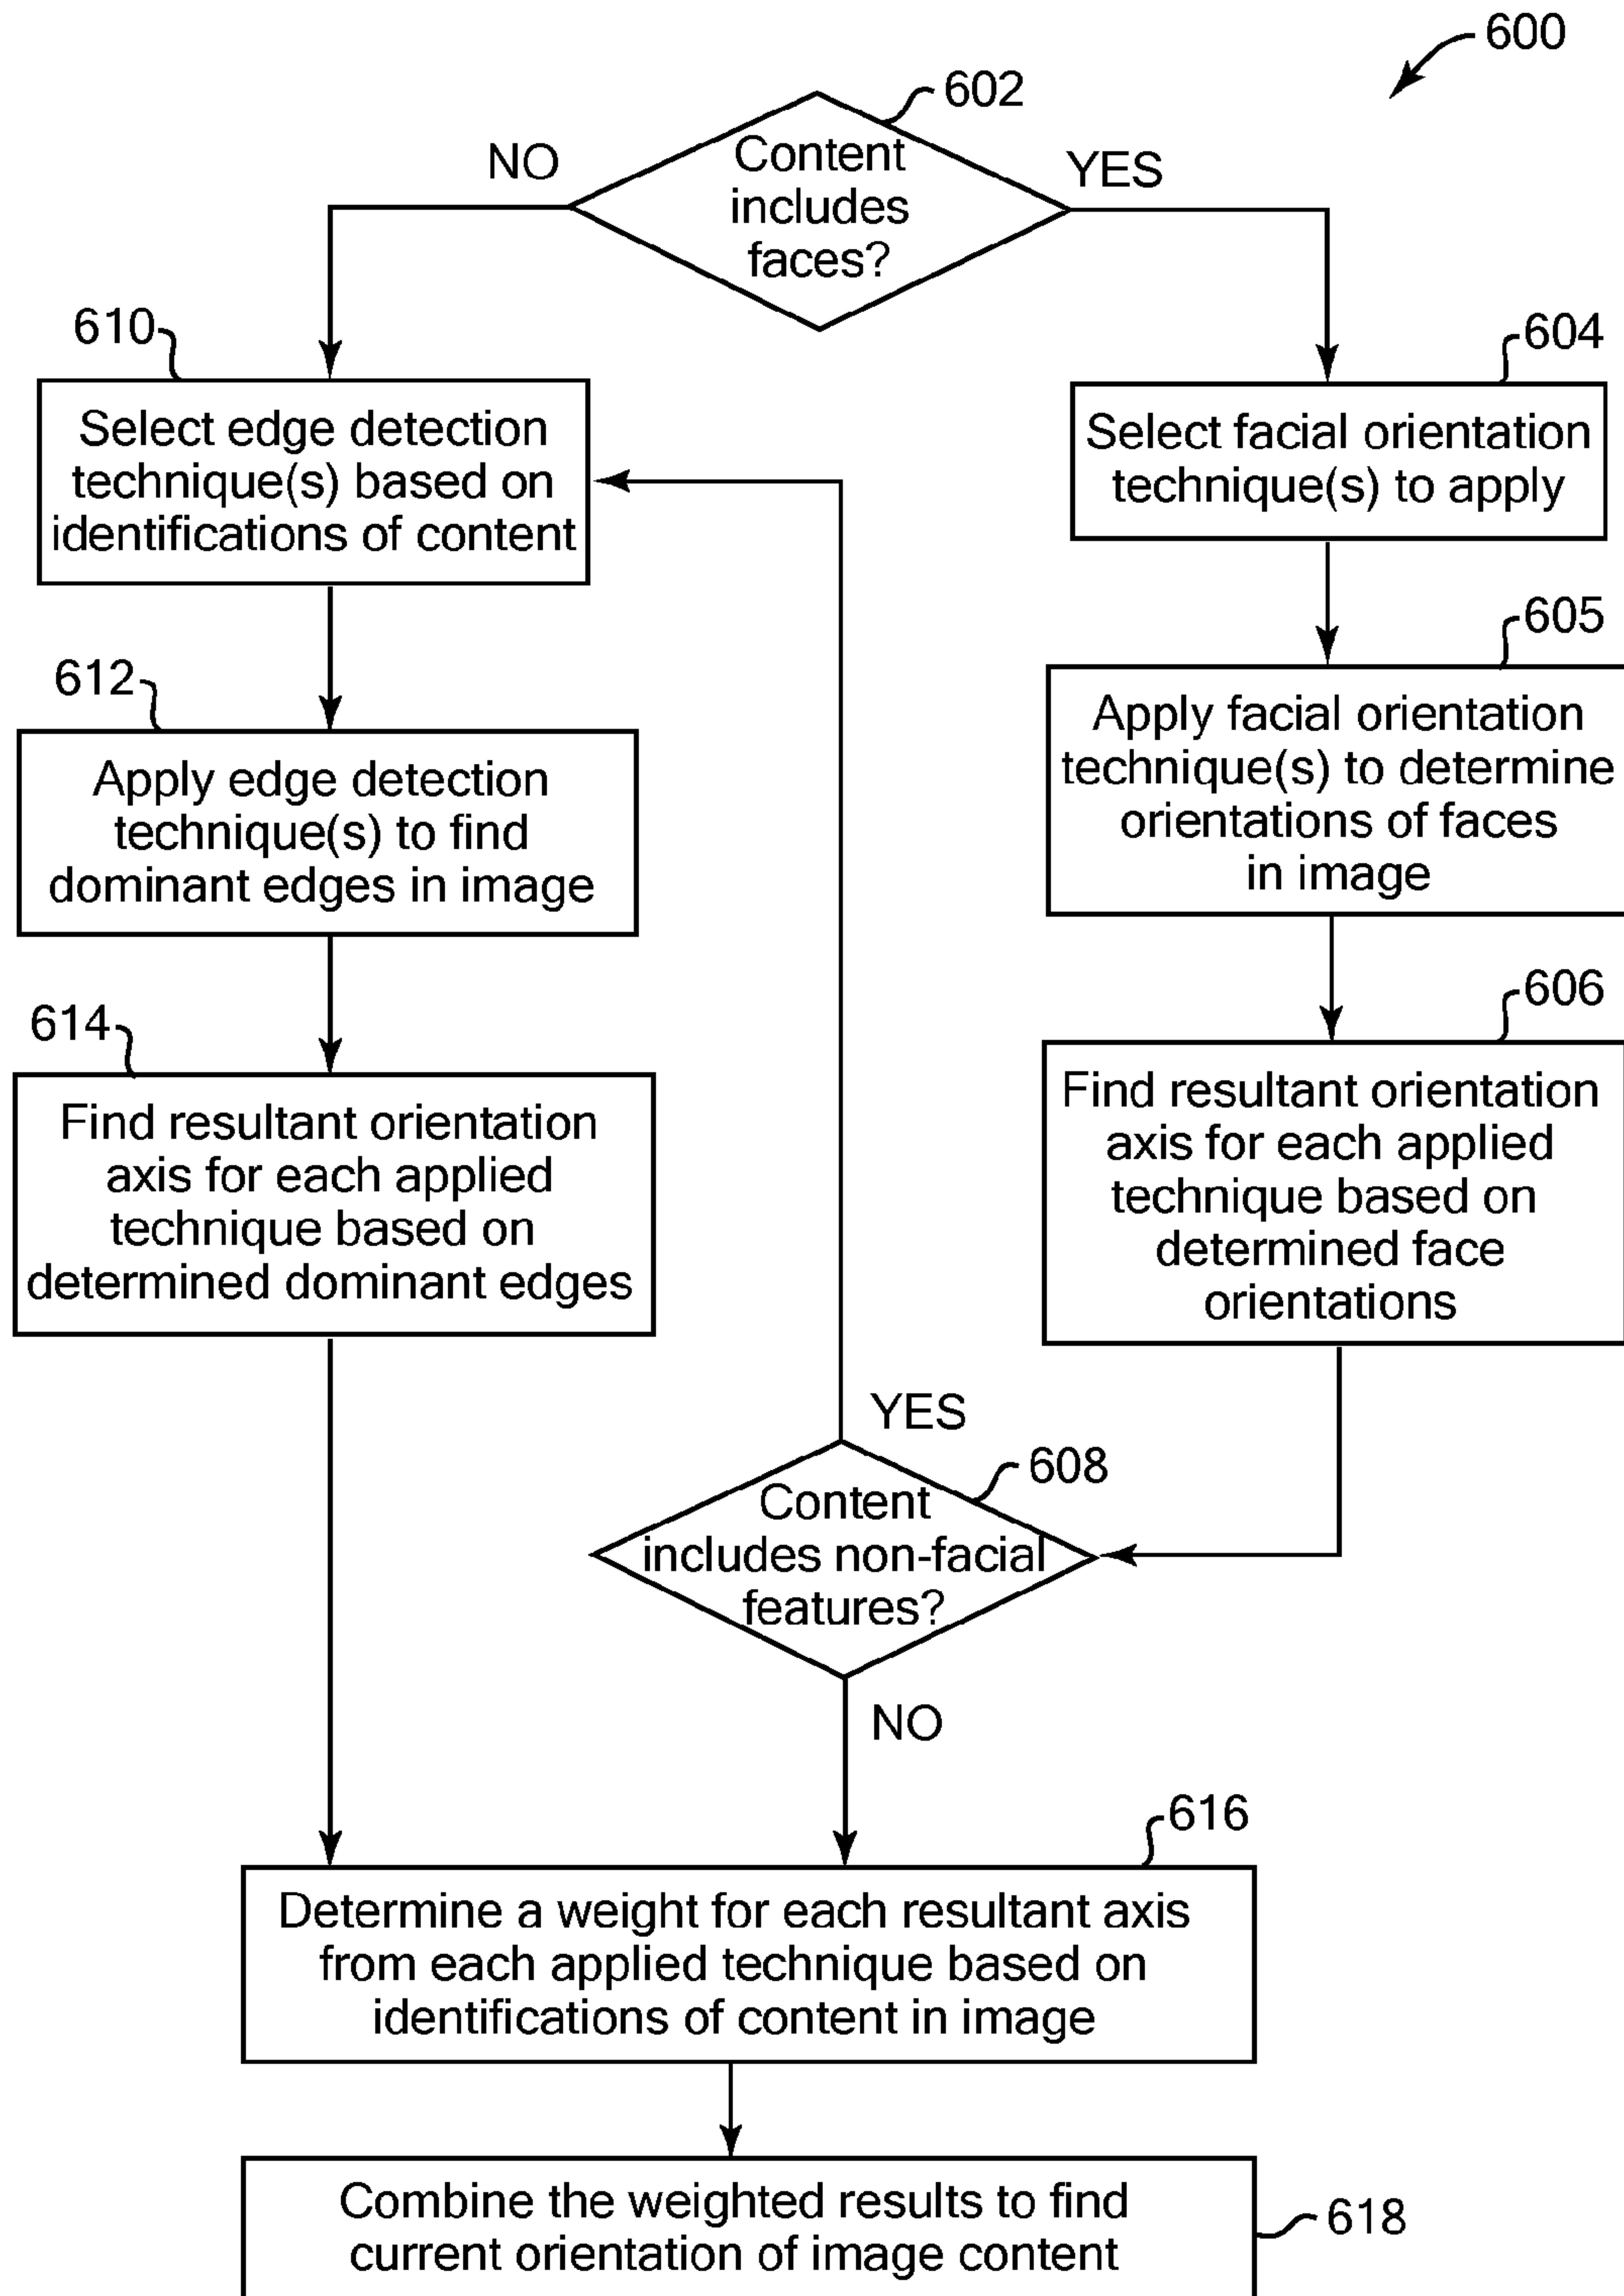 600
602
Content
includes
faces?
NO
YES
610
Select edge detection
technique(s) based on
identifications of content
604
Select facial orientation
technique(s) to apply
605
Apply facial orientation
technique(s) to determine
orientations of faces
in image
612
Apply edge detection
technique(s) to find
dominant edges in image
606
Find resultant orientation
axis for each applied
technique based on
determined face
orientations
614
Find resultant orientation
axis for each applied
technique based on
determined dominant edges
YES
608
Content
includes non-facial
features?
NO
616
Determine a weight for each resultant axis
from each applied technique based on
identifications of content in image
Combine the weighted results to find
current orientation of image content
618